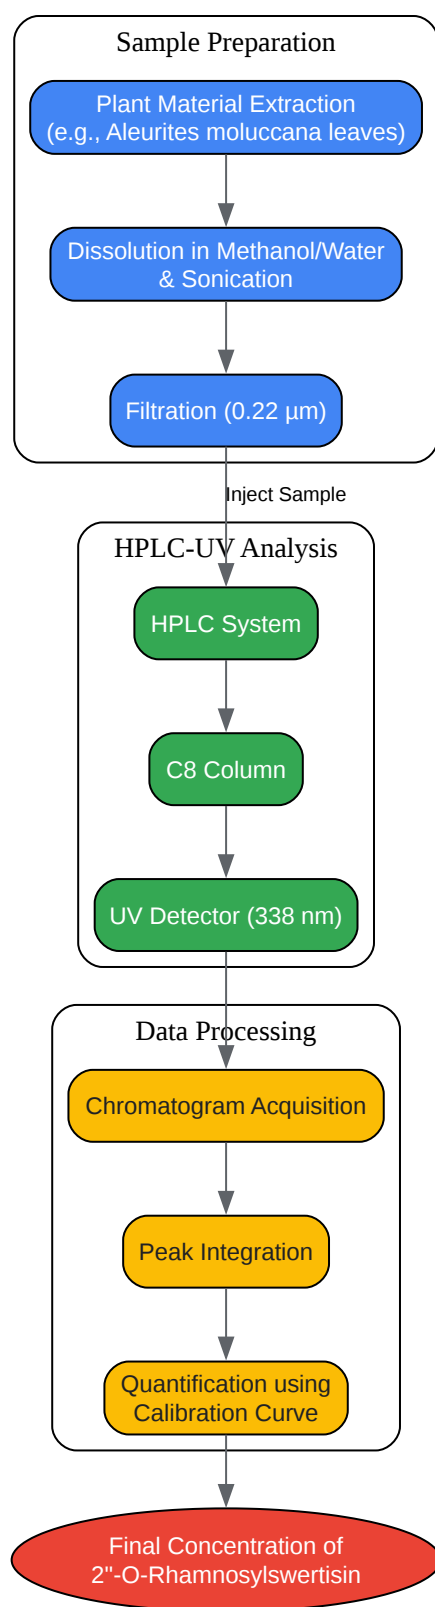 Sample Preparation
Plant Material Extraction
(e.g., Aleurites moluccana leaves)
Dissolution in Methanol/Water
& Sonication
Filtration (0.22 µm)
Inject Sample
HPLC-UV Analysis
HPLC System
C8 Column
UV Detector (338 nm)
Data Processing
Chromatogram Acquisition
Peak Integration
Quantification using
Calibration Curve
Final Concentration of
2"-O-Rhamnosylswertisin